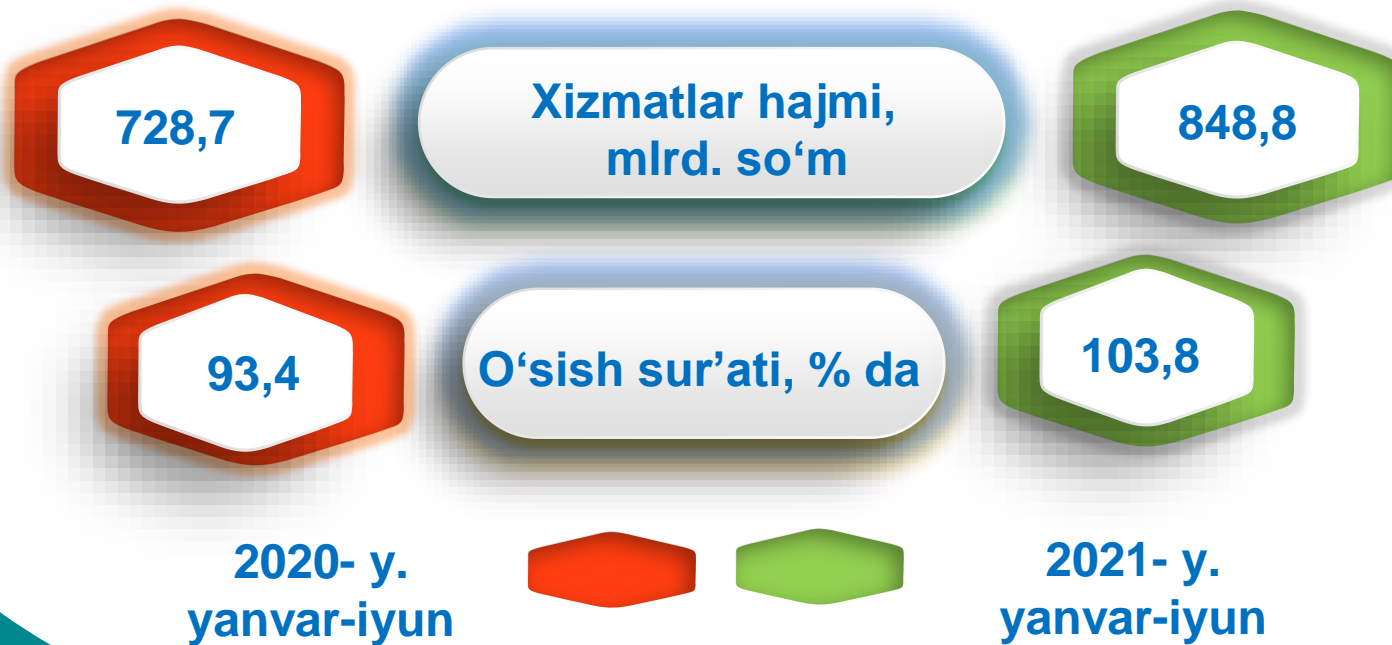 728,7
Xizmatlar hajmi,
mlrd. so‘m
848,8
93,4
O‘sish sur’ati, % da
103,8
2020- y.
yanvar-iyun
2021- y.
yanvar-iyun